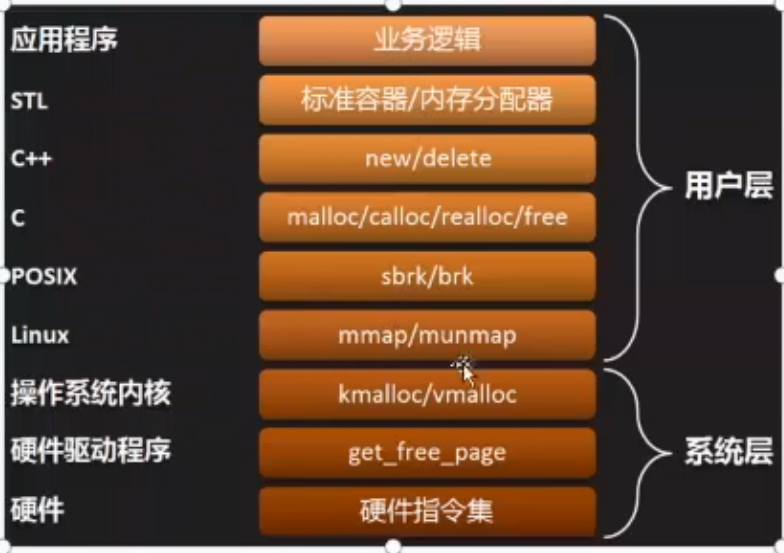 应用程序 业务逻辑
STL 标准容器/内存分配器
C++ new/delete
C malloc/calloc/realloc/free
用户层
POSIX sbrk/brk
Linux mmap/munmap
操作系统内核 kmalloc/vmalloc
硬件驱动程序 get_free_page
系统层
硬件 硬件指令集